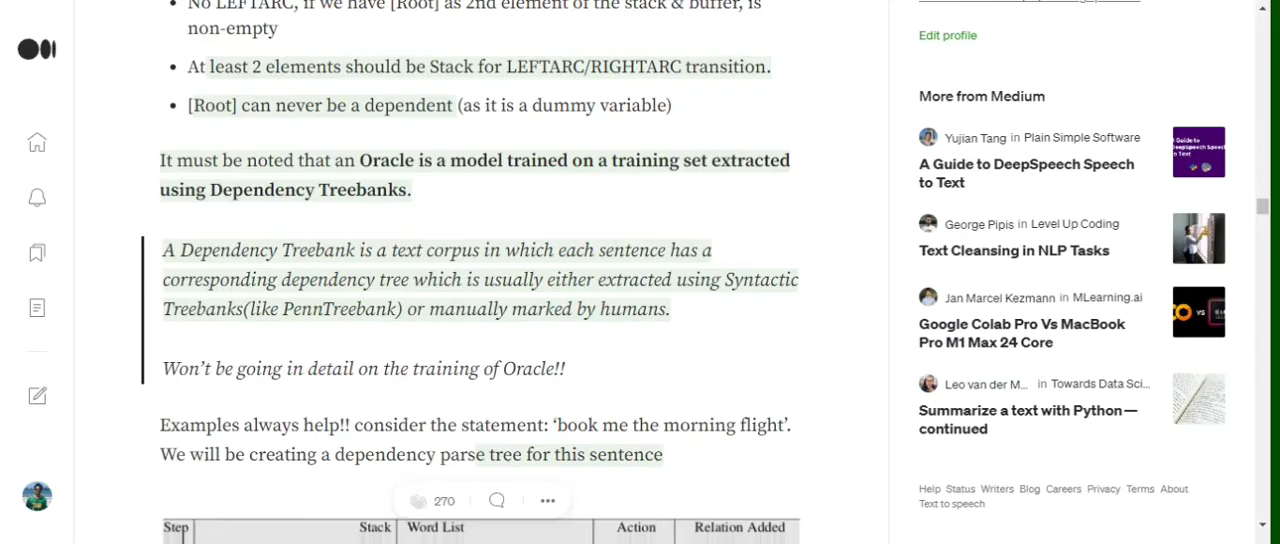 No LEFTARC, if we have [Root] as 2nd element of the stack & buffer, is
non-empty
At least 2 elements should be Stack for LEFTARC/RIGHTARC transition.
[Root] can never be a dependent (as it is a dummy variable)
It must be noted that an Oracle is a model trained on a training set extracted
using Dependency Treebanks.
A Dependency Treebank is a text corpus in which each sentence has a
corresponding dependency tree which is usually either extracted using Syntactic
Treebanks(like PennTreebank) or manually marked by humans.
Won’t be going in detail on the training of Oracle!!
Examples always help!! consider the statement: ‘book me the morning flight’.
We will be creating a dependency parse tree for this sentence
270
Step Stack Word List Action Relation Added
Edit profile
More from Medium
Yujian Tang in Plain Simple Software
A Guide to DeepSpeech Speech
to Text
George Pipis in Level Up Coding
Text Cleansing in NLP Tasks
Jan Marcel Kezmann in MLearning.ai
Google Colab Pro Vs MacBook
Pro M1 Max 24 Core
VS
Leo van der M... in Towards Data Sci...
Summarize a text with Python —
continued
Help Status Writers Blog Careers Privacy Terms About
Text to speech